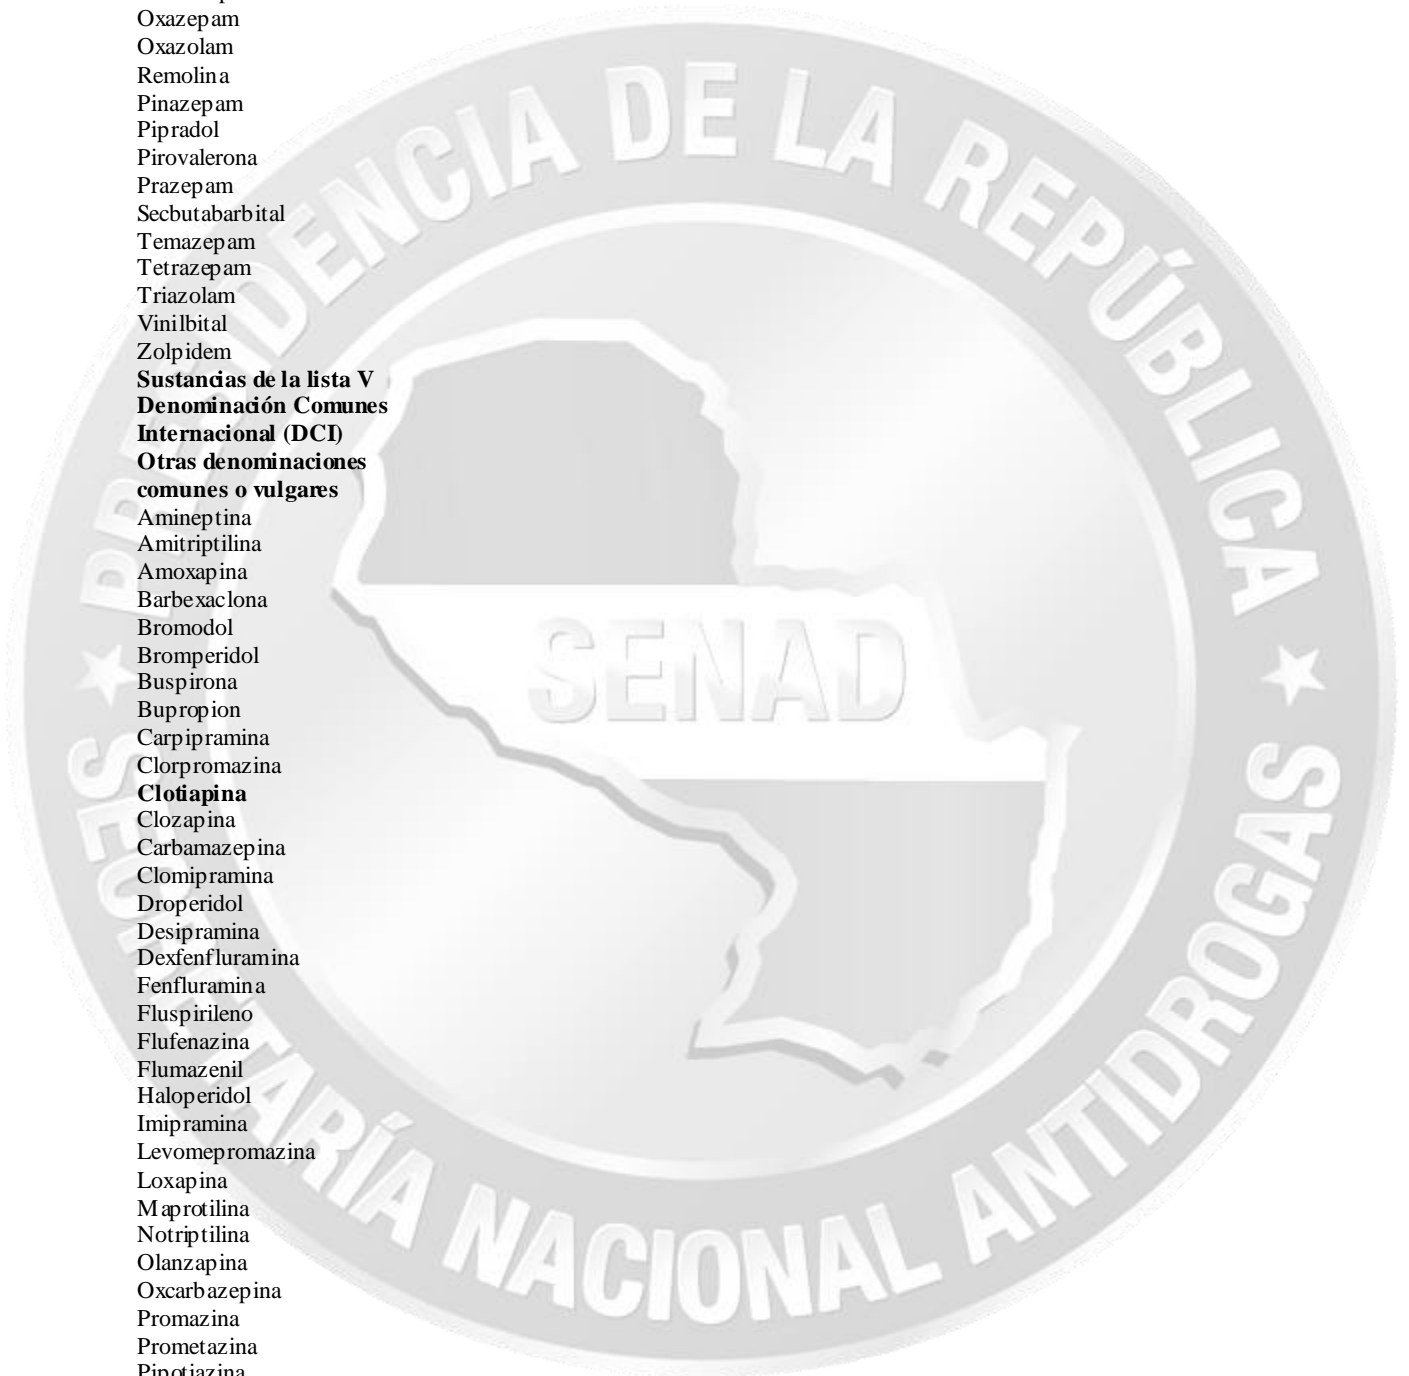 Oxazepam
Oxazolam
Remolina
Pinazepam
Pipradol
Pirovalerona
Prazepam
Secbutabarbital
Temazepam
Tetrazepam
Triazolam
Vinilbital
Zolpidem
Sustancias de la lista V
Denominación Comunes
Internacional (DCI)
Otras denominaciones
comunes o vulgares
Amineptina
Amitriptilina
Amoxapina
Barbexaclona
Bromodol
Bromperidol
Buspirona
Bupropion
Carpipramina
Clorpromazina
Clotiapina
Clozapina
Carbamazepina
Clomipramina
Droperidol
Desipramina
Dexfenfluramina
Fenfluramina
Fluspirileno
Flufenazina
Flumazenil
Haloperidol
Imipramina
Levomepromazina
Loxapina
Maprotilina
Notriptilina
Olanzapina
Oxcarbazepina
Promazina
Prometazina
Pipotiazina
PRESIDENCIA DE LA REPÚBLICA
SENAD
SECRETARÍA NACIONAL ANTIDROGAS